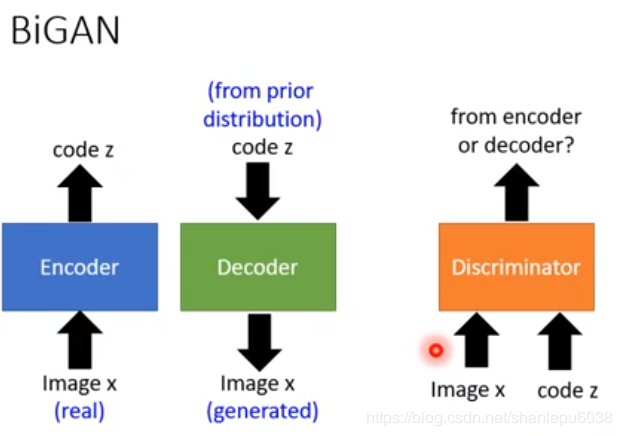 BiGAN
code z
Encoder
Image x
(real)
(from prior
distribution)
code z
Decoder
Image x
(generated)
from encoder
or decoder?
Discriminator
Image x
code z
https://blog.csdn.net/shanlepu6038